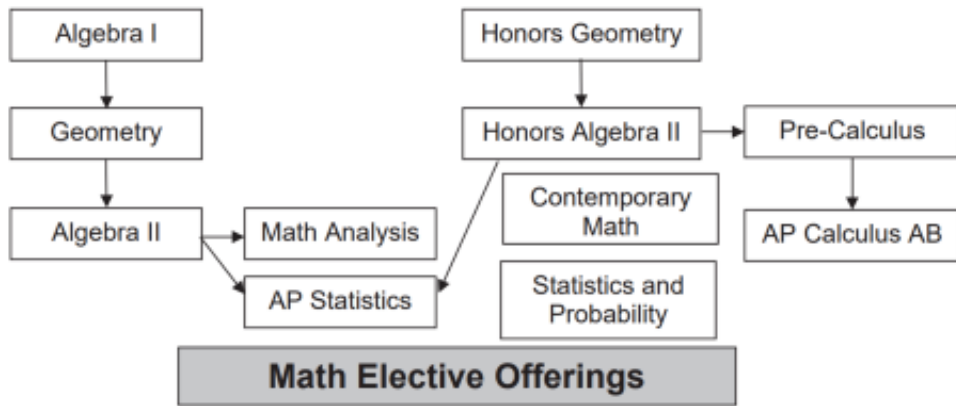 Algebra I
Honors Geometry
Geometry
Honors Algebra II
Pre-Calculus
Contemporary
Math
Algebra II
Math Analysis
AP Calculus AB
AP Statistics
Statistics and
Probability
Math Elective Offerings